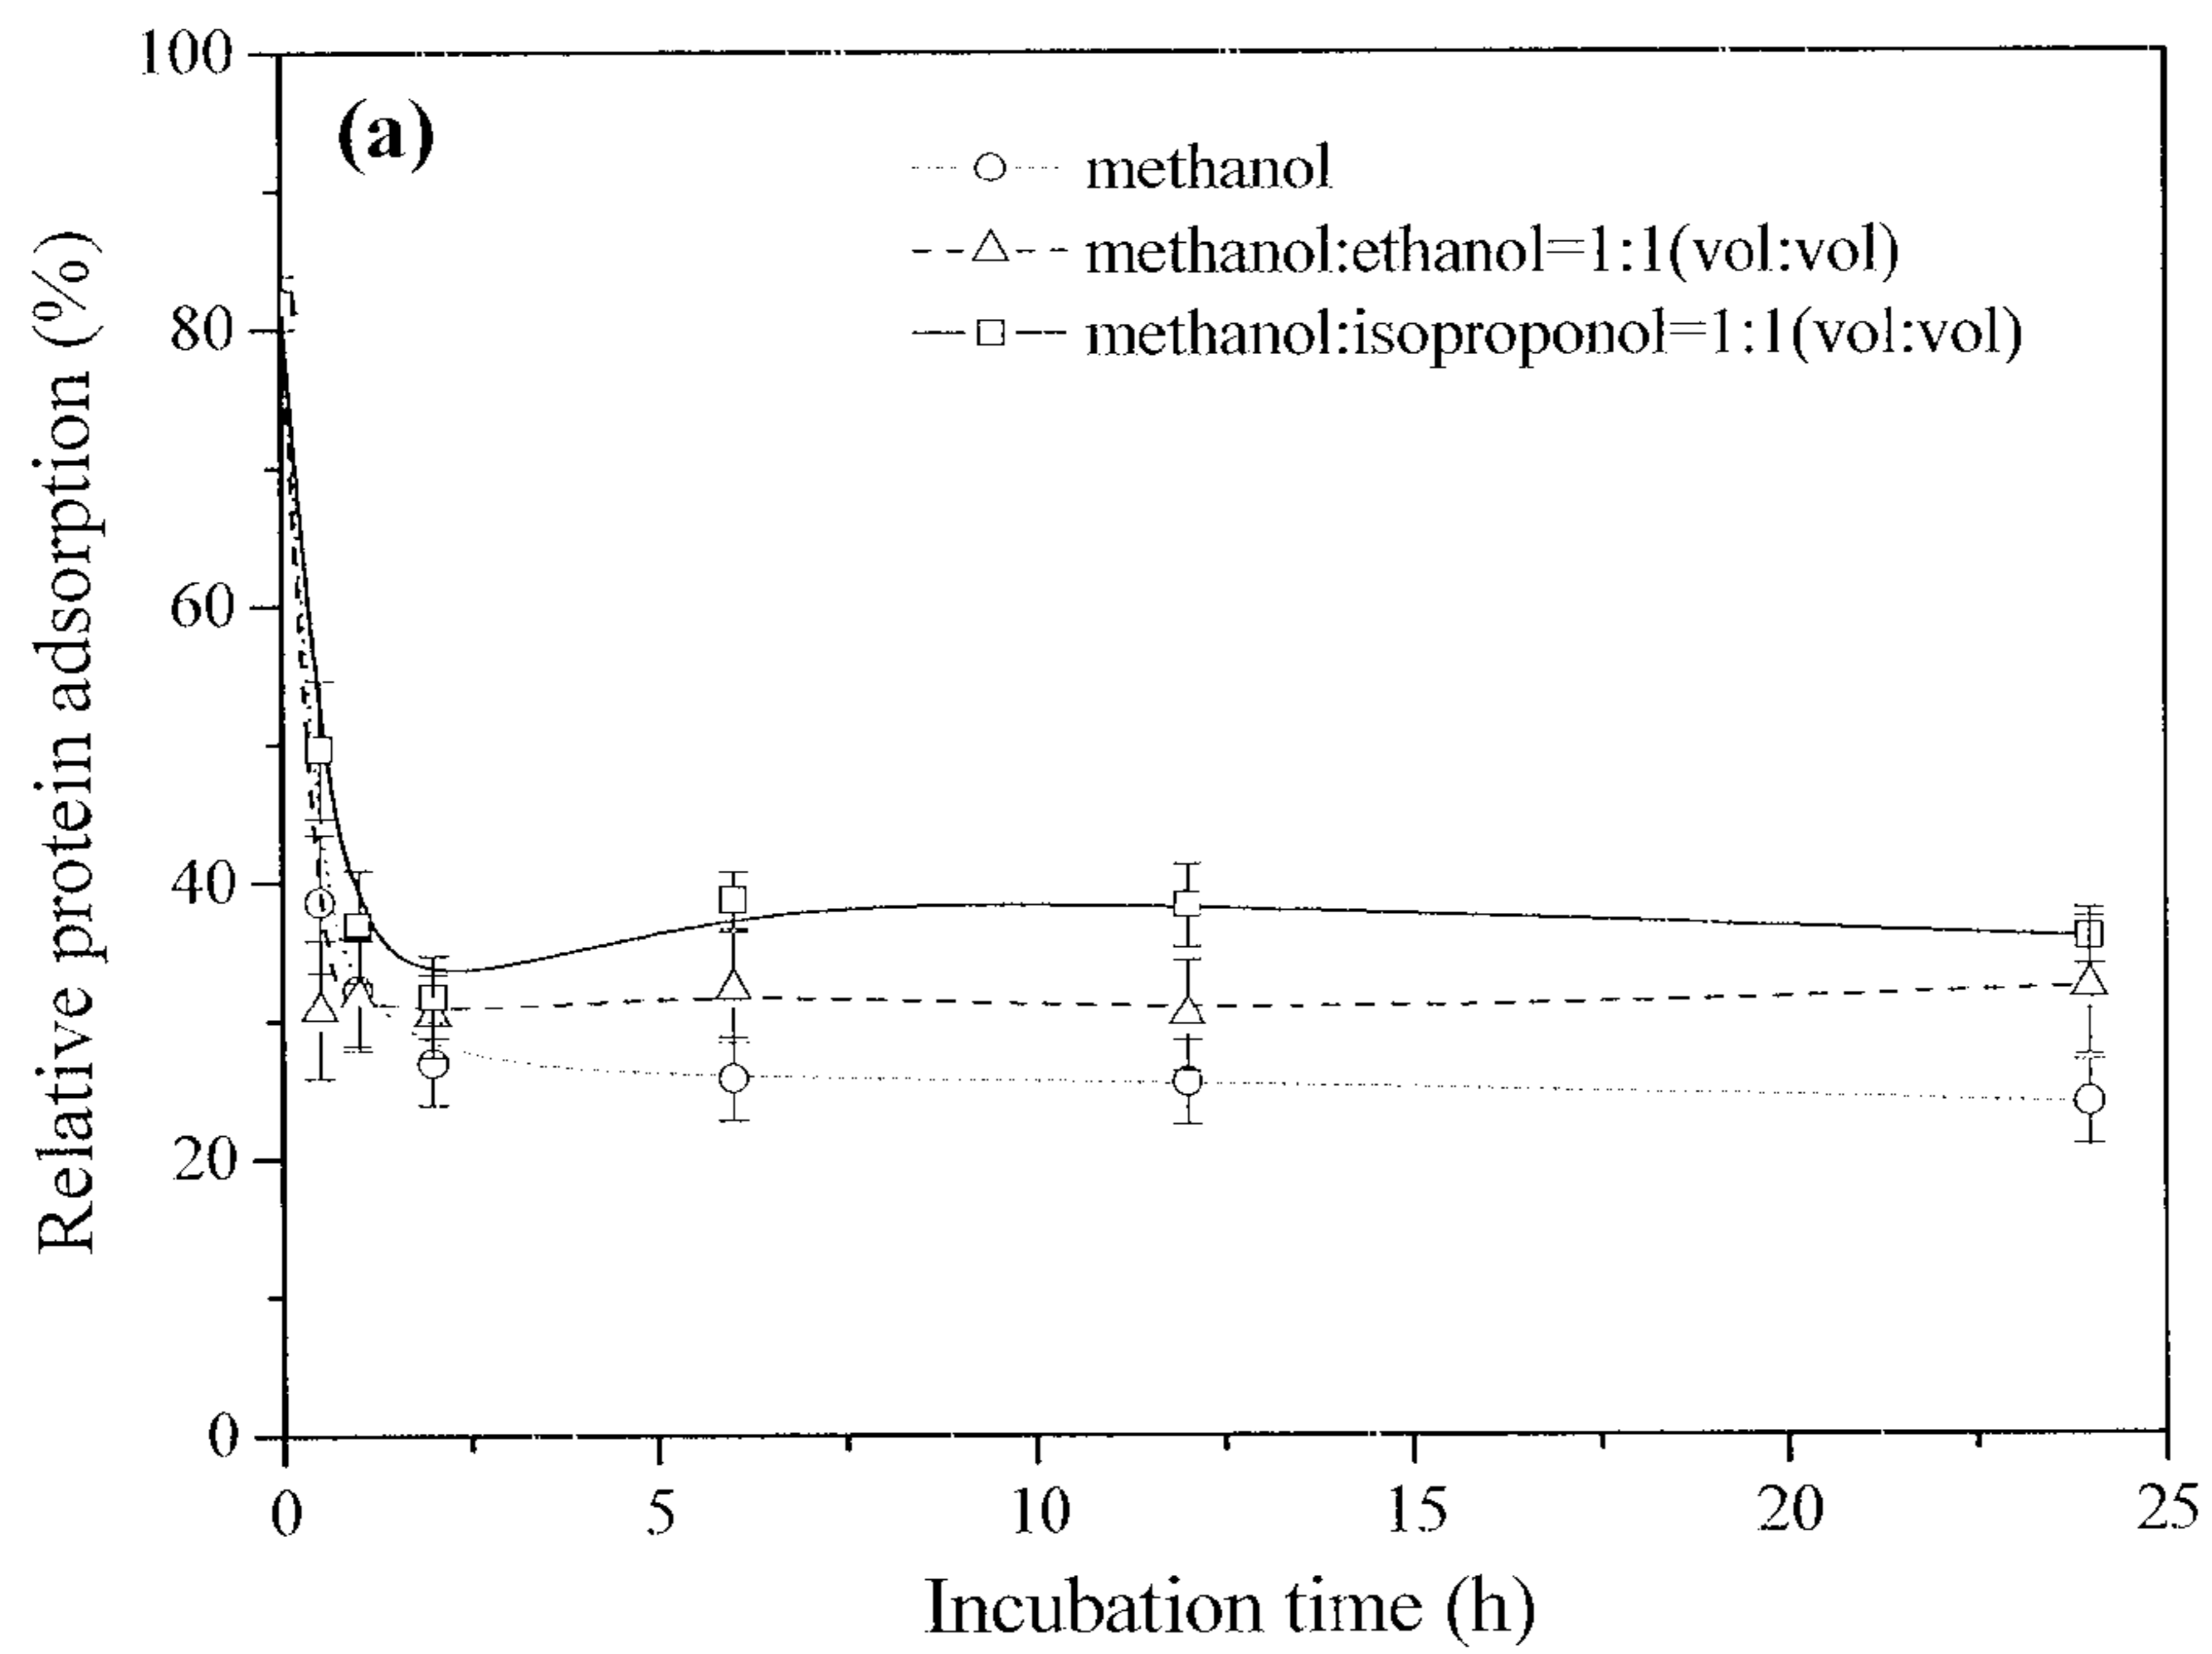 100
(a)
methanol
methanol:ethanol=1:1(vol:vol)
methanol:isoproponol=1:1(vol:vol)
80
60
40
20
0
Relative protein adsorption (%)
0 5 10 15 20 25
Incubation time (h)